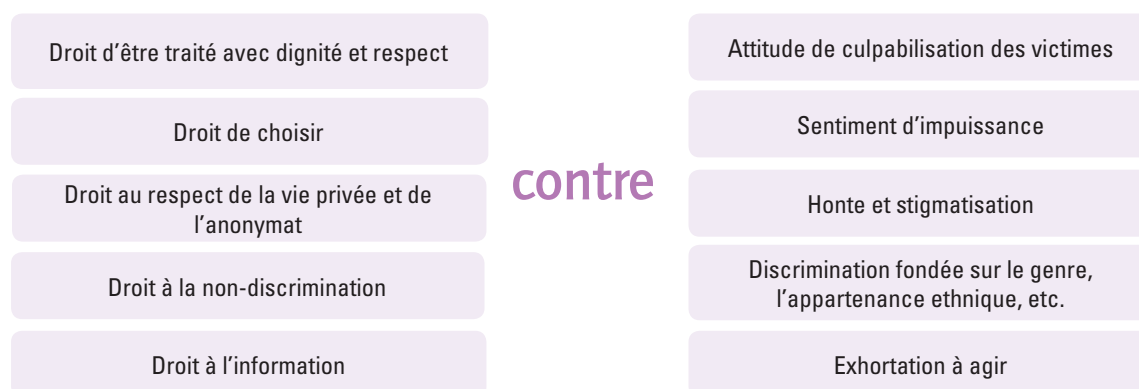 Droit d'être traité avec dignité et respect
Droit de choisir
Droit au respect de la vie privée et de
l'anonymat
Droit à la non-discrimination
Droit à l'information
contre
Attitude de culpabilisation des victimes
Sentiment d'impuissance
Honte et stigmatisation
Discrimination fondée sur le genre,
l'appartenance ethnique, etc.
Exhortation à agir